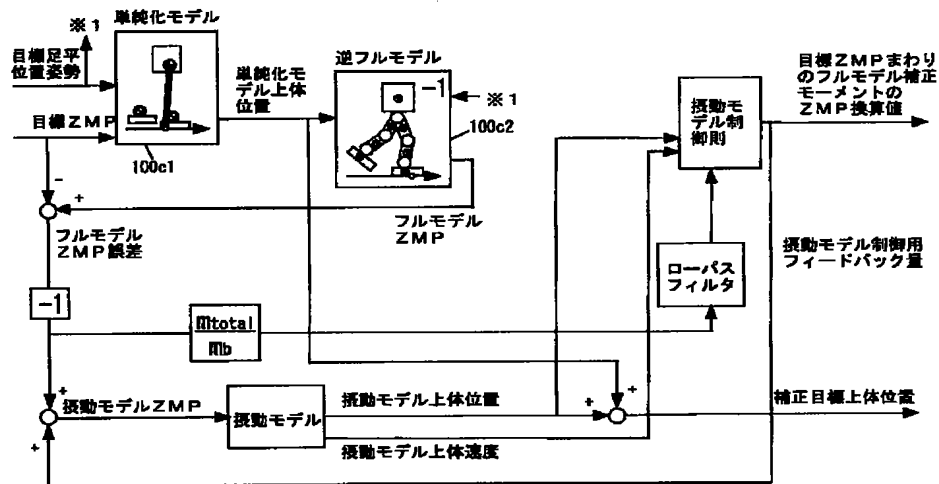 ※１
単純化モデル
目標足平
位置姿勢
目標ＺＭＰ
100c1
単純化モ
デル上体
位置
逆フルモデル
-1
※１
100c2
フルモデル
ＺＭＰ
－
＋
フルモデル
ＺＭＰ誤差
-1
Mtotal
Mb
摂動モ
デル制
御則
目標ＺＭＰまわり
のフルモデル補正
モーメントの
ＺＭＰ換算値
ローパス
フィルタ
摂動モデル制御用
フィードバック量
＋
＋
摂動モデルＺＭＰ
摂動モデル
摂動モデル上体位置
摂動モデル上体速度
＋
＋
補正目標上体位置